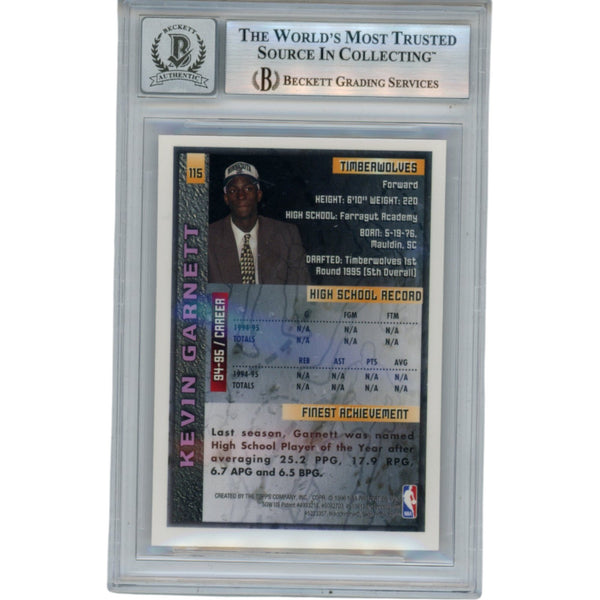 BECKETT
B
AUTHENTIC
THE WORLD'S MOST TRUSTED
SOURCE IN COLLECTING™
B BECKETT GRADING SERVICES
115
KEVIN GARNETT
TIMBERWOLVES
Forward
HEIGHT: 6'10" WEIGHT: 220
HIGH SCHOOL: Farragut Academy
BORN: 5-19-76,
Mauldin, SC
DRAFTED: Timberwolves 1st
Round 1995 (5th Overall)
HIGH SCHOOL RECORD
94-95 / CAREER
G FGM FTM
1994-95 N/A N/A N/A
TOTALS N/A N/A N/A
REB AST PTS AVG
1994-95 N/A N/A N/A N/A
TOTALS N/A N/A N/A N/A
FINEST ACHIEVEMENT
Last season, Garnett was named
High School Player of the Year after
averaging 25.2 PPG, 17.9 RPG,
6.7 APG and 6.5 BPG.
CREATED BY THE TOPPS COMPANY, INC.
NBA